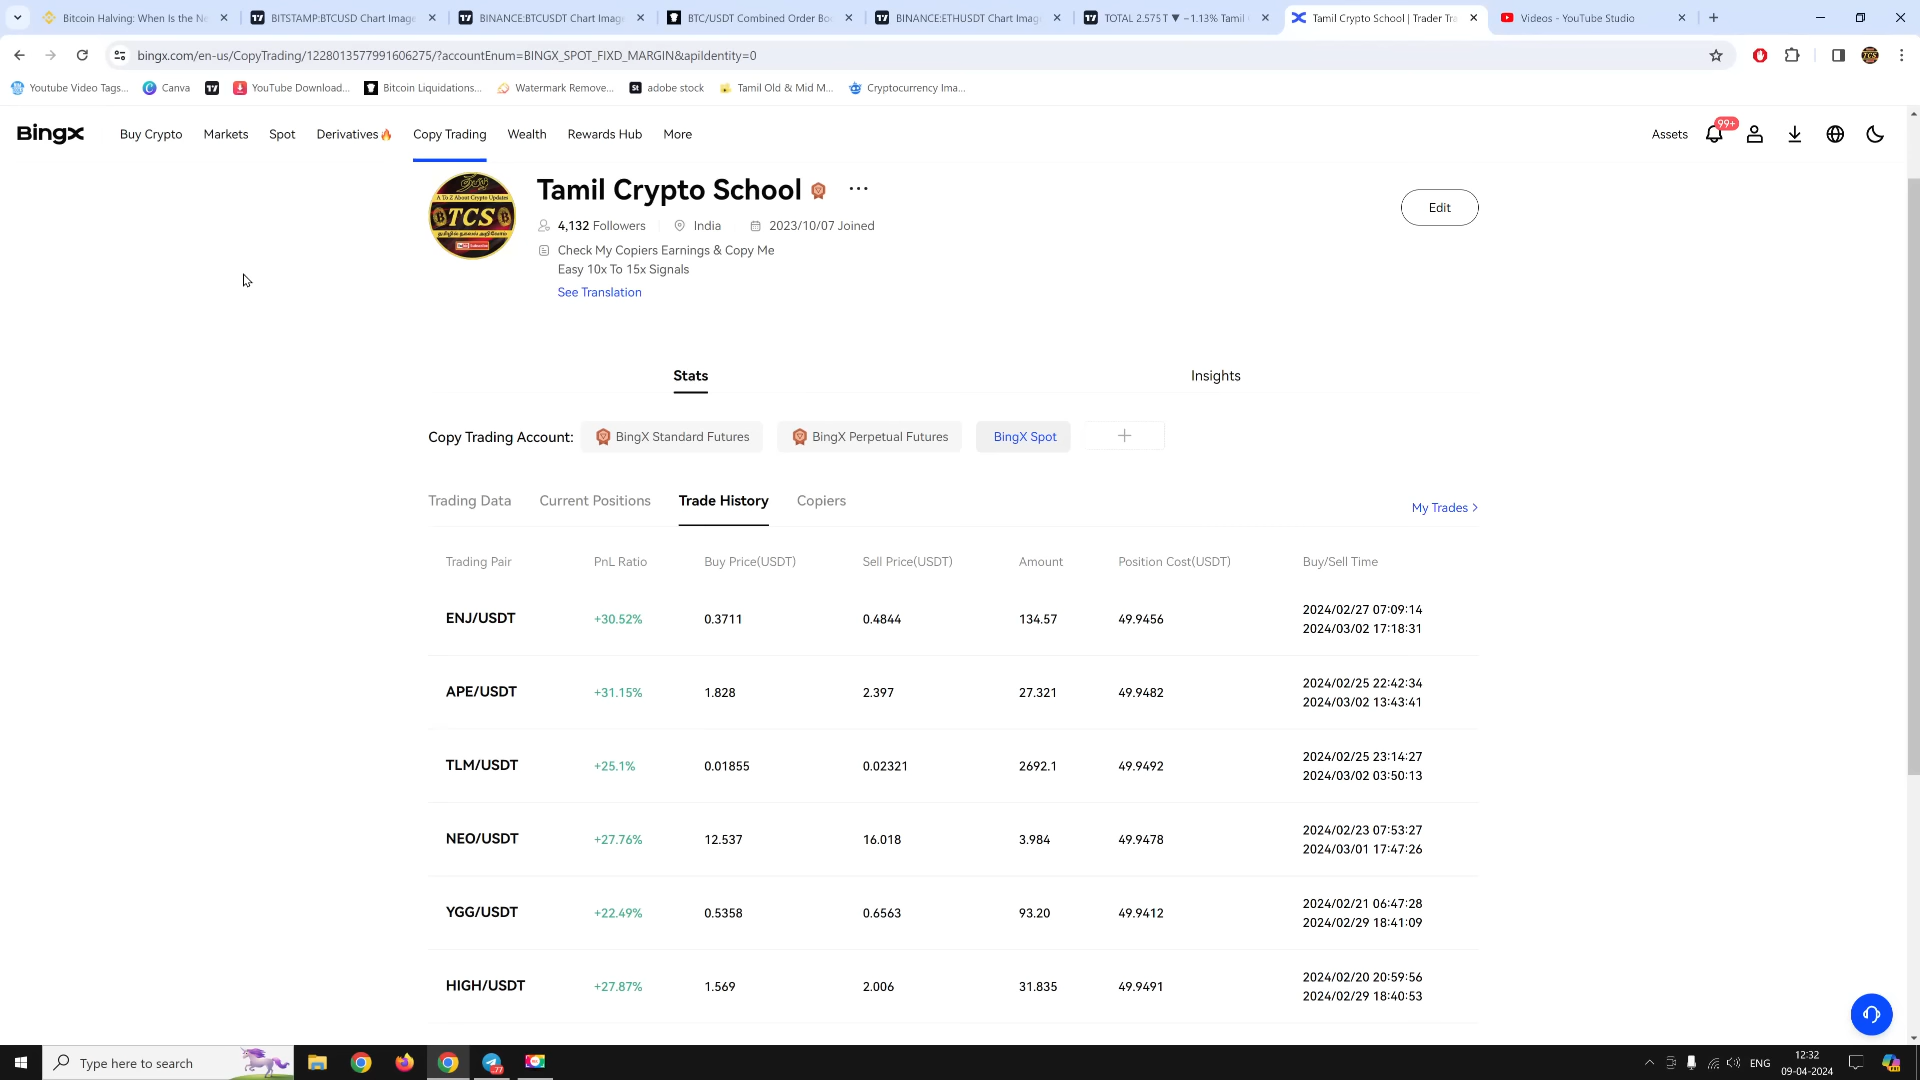 Bitcoin Halving: When Is the Ne
BITSTAMP:BTCUSD Chart Image
BINANCE:BTCUSDT Chart Imag
BTC/USDT Combined Order Bo
BINANCE:ETHUSDT Chart Imag
TOTAL 2.575 T ▼ −1.13% Tamil
Tamil Crypto School | Trader Tra
Videos - YouTube Studio
bingx.com/en-us/CopyTrading/1228013577991606275/?accountEnum=BINGX_SPOT_FIXD_MARGIN&apiIdentity=0
Youtube Video Tags...
Canva
YouTube Download...
Bitcoin Liquidations...
Watermark Remove...
St
adobe stock
Tamil Old & Mid M...
Cryptocurrency Ima...
BingX
Buy Crypto
Markets
Spot
Derivatives
Copy Trading
Wealth
Rewards Hub
More
Assets
99+
தமிழ்
A To Z About Crypto Updates
TCS
Tamil Crypto School
Edit
4,132 Followers
India
2023/10/07 Joined
Check My Copiers Earnings & Copy Me
Easy 10x To 15x Signals
See Translation
Stats
Insights
Copy Trading Account:
BingX Standard Futures
BingX Perpetual Futures
BingX Spot
Trading Data
Current Positions
Trade History
Copiers
My Trades >
Trading Pair PnL Ratio Buy Price(USDT) Sell Price(USDT) Amount Position Cost(USDT) Buy/Sell Time
ENJ/USDT +30.52% 0.3711 0.4844 134.57 49.9456 2024/02/27 07:09:14
2024/03/02 17:18:31
APE/USDT +31.15% 1.828 2.397 27.321 49.9482 2024/02/25 22:42:34
2024/03/02 13:43:41
TLM/USDT +25.1% 0.01855 0.02321 2692.1 49.9492 2024/02/25 23:14:27
2024/03/02 03:50:13
NEO/USDT +27.76% 12.537 16.018 3.984 49.9478 2024/02/23 07:53:27
2024/03/01 17:47:26
YGG/USDT +22.49% 0.5358 0.6563 93.20 49.9412 2024/02/21 06:47:28
2024/02/29 18:41:09
HIGH/USDT +27.87% 1.569 2.006 31.835 49.9491 2024/02/20 20:59:56
2024/02/29 18:40:53
Type here to search
77
ENG
12:32
09-04-2024